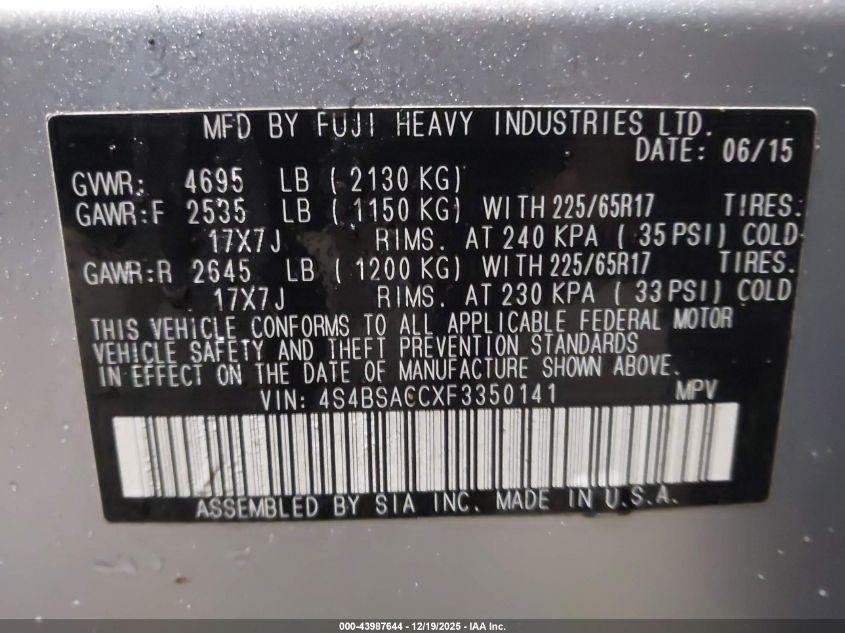 MFD BY FUJI HEAVY INDUSTRIES LTD.
DATE: 06/15
GVWR: 4695 LB ( 2130 KG)
GAWR:F 2535 LB ( 1150 KG) WITH 225/65R17 TIRES.
17X7J RIMS. AT 240 KPA ( 35 PSI) COLD
GAWR:R 2645 LB ( 1200 KG) WITH 225/65R17 TIRES.
17X7J RIMS. AT 230 KPA ( 33 PSI) COLD
THIS VEHICLE CONFORMS TO ALL APPLICABLE FEDERAL MOTOR
VEHICLE SAFETY AND THEFT PREVENTION STANDARDS
IN EFFECT ON THE DATE OF MANUFACTURE SHOWN ABOVE.
VIN: 4S4BSACCXF3350141 MPV
ASSEMBLED BY SIA INC. MADE IN U.S.A.
000-43987644 - 12/19/2025 - IAA Inc.